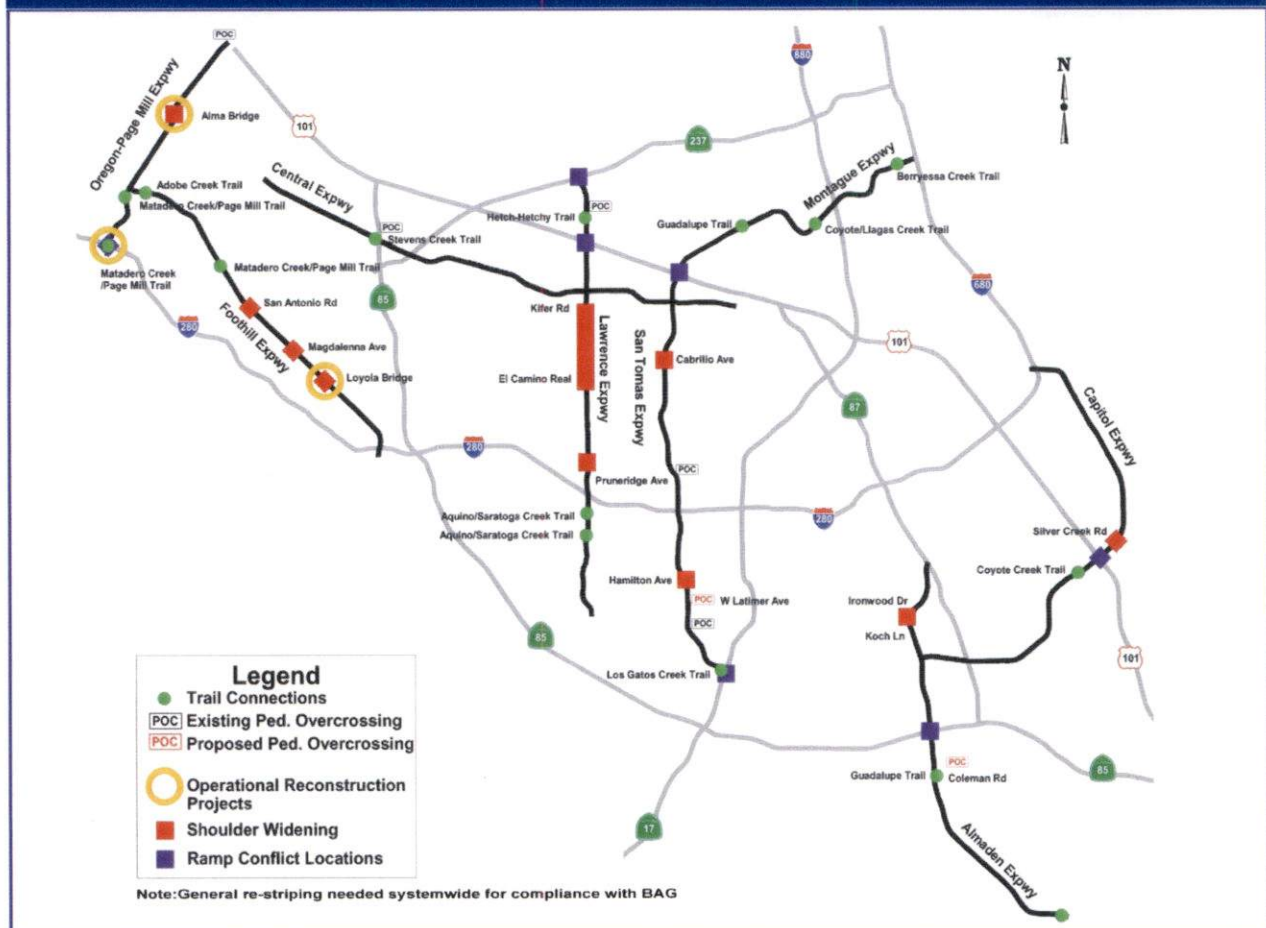 POC
Oregon-Page Mill Expwy
Alma Bridge
101
680
N
237
Central Expwy
Montague Expwy
Berryessa Creek Trail
Adobe Creek Trail
Matadero Creek/Page Mill Trail
Hetch-Hetchy Trail
POC
Guadalupe Trail
Coyote/Llagas Creek Trail
POC
Stevens Creek Trail
Matadero Creek
/Page Mill Trail
Matadero Creek/Page Mill Trail
85
680
San Antonio Rd
Kifer Rd
280
Foothill Expwy
Lawrence Expwy
San Tomas Expwy
101
Magdalenna Ave
Cabrilio Ave
Loyola Bridge
El Camino Real
87
Capitol Expwy
280
POC
Pruneridge Ave
Aquino/Saratoga Creek Trail
280
Aquino/Saratoga Creek Trail
Silver Creek Rd
Coyote Creek Trail
Hamilton Ave
POC
W Latimer Ave
Ironwood Dr
POC
Koch Ln
85
101
Los Gatos Creek Trail
Legend
Trail Connections
POC Existing Ped. Overcrossing
POC Proposed Ped. Overcrossing
Operational Reconstruction
Projects
Shoulder Widening
Ramp Conflict Locations
POC
Guadalupe Trail
Coleman Rd
85
17
Almaden Expwy
Note:General re-striping needed systemwide for compliance with BAG